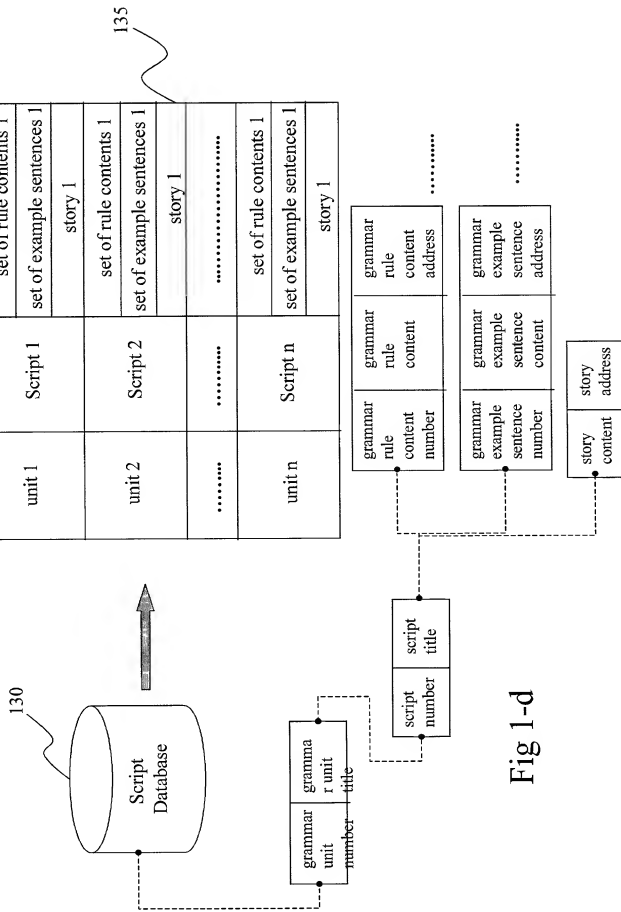 130
Script
Database
135
set of rule contents 1
unit 1
Script 1
set of example sentences 1
story 1
set of rule contents 1
unit 2
Script 2
set of example sentences 1
story 1
..........
..........
....................
set of rule contents 1
unit n
Script n
set of example sentences 1
story 1
grammar
unit
number
gramma
r unit
title
script
number
script
title
grammar
rule
content
number
grammar
rule
content
grammar
rule
content
address
..........
grammar
example
sentence
number
grammar
example
sentence
content
grammar
example
sentence
address
..........
story
content
story
address
Fig 1-d